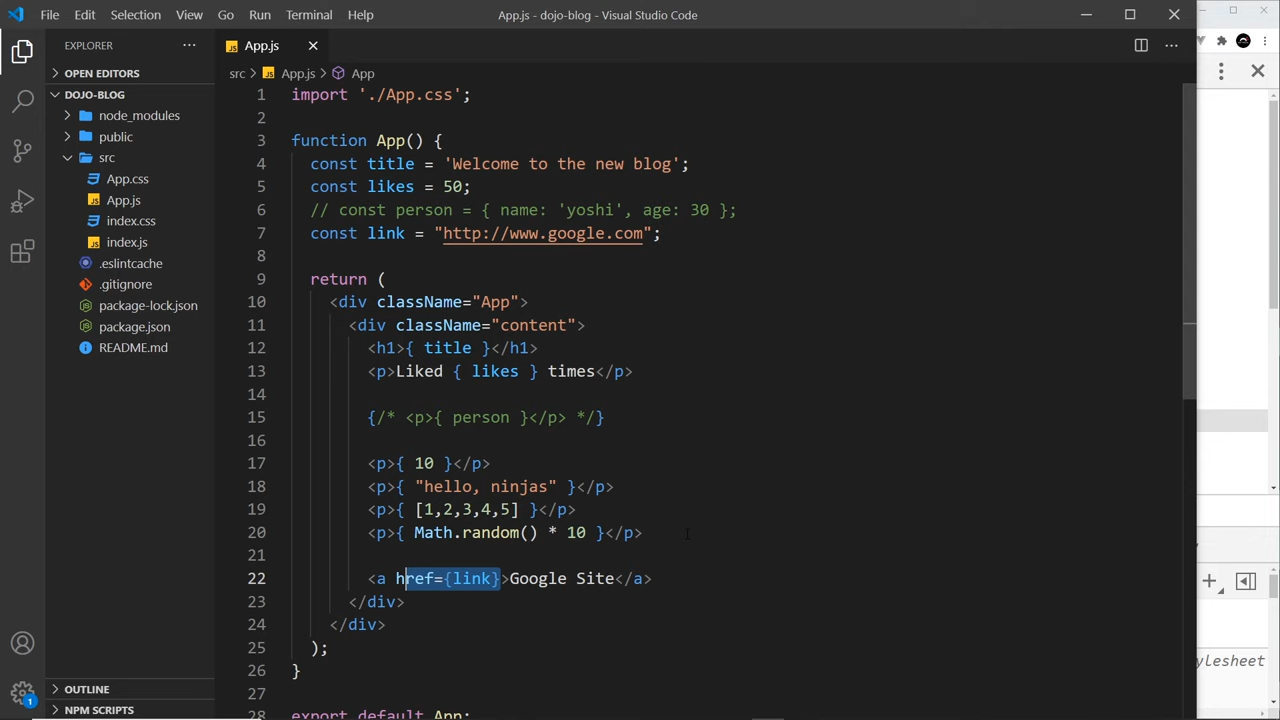 File Edit Selection View Go Run Terminal Help App.js - dojo-blog - Visual Studio Code
EXPLORER
App.js
OPEN EDITORS
src > App.js > App
DOJO-BLOG
node_modules
public
src
App.css
App.js
index.css
index.js
.eslintcache
.gitignore
package-lock.json
package.json
README.md
OUTLINE
NPM SCRIPTS
1
1 import './App.css';
2
3 function App() {
4 const title = 'Welcome to the new blog';
5 const likes = 50;
6 // const person = { name: 'yoshi', age: 30 };
7 const link = "http://www.google.com";
8
9 return (
10 <div className="App">
11 <div className="content">
12 <h1>{ title }</h1>
13 <p>Liked { likes } times</p>
14
15 {/* <p>{ person }</p> */}
16
17 <p>{ 10 }</p>
18 <p>{ "hello, ninjas" }</p>
19 <p>{ [1,2,3,4,5] }</p>
20 <p>{ Math.random() * 10 }</p>
21
22 <a href={link}>Google Site</a>
23 </div>
24 </div>
25 );
26 }
27
28 export default App;
ylesheet